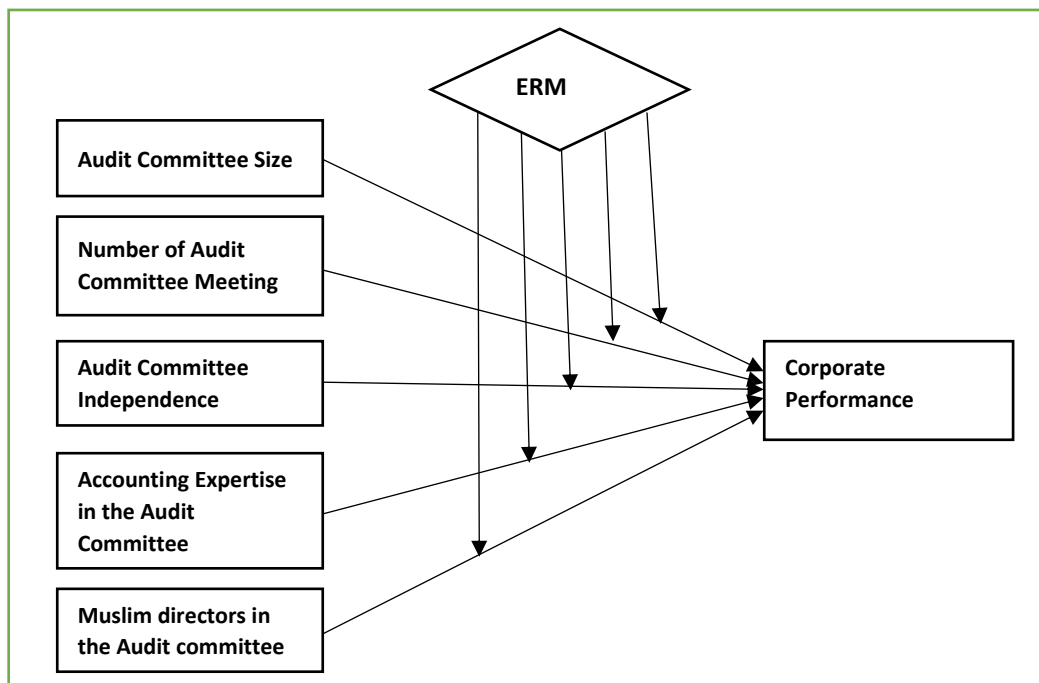 ERM
Audit Committee Size
Number of Audit
Committee Meeting
Audit Committee
Independence
Corporate
Performance
Accounting Expertise
in the Audit
Committee
Muslim directors in
the Audit committee